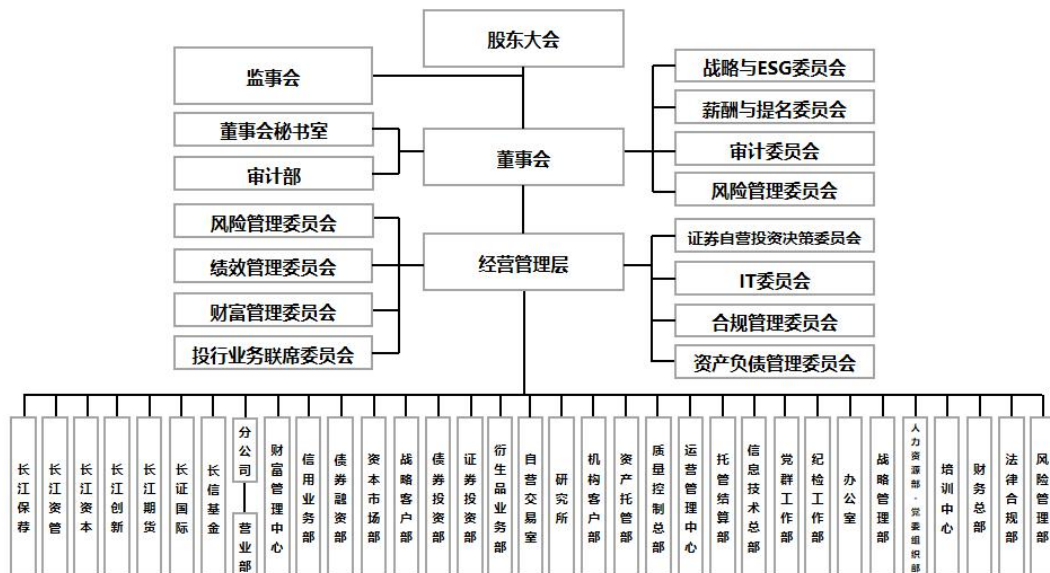 股东大会
监事会
战略与ESG委员会
薪酬与提名委员会
审计委员会
风险管理委员会
董事会秘书室
审计部
董事会
风险管理委员会
绩效管理委员会
财富管理委员会
投行业务联席委员会
经营管理层
证券自营投资决策委员会
IT委员会
合规管理委员会
资产负债管理委员会
长江保荐
长江资管
长江资本
长江创新
长江期货
长证国际
长信基金
分公司
营业部
财富管理中心
信用业务部
债券融资部
资本市场部
战略客户部
债券投资部
证券投资部
衍生品业务部
自营交易室
研究所
机构客户部
资产托管部
质量控制总部
运营管理中心
托管结算部
信息技术总部
党群工作部
纪检工作部
办公室
战略管理部
人力资源部·党委组织部
培训中心
财务总部
法律合规部
风险管理部